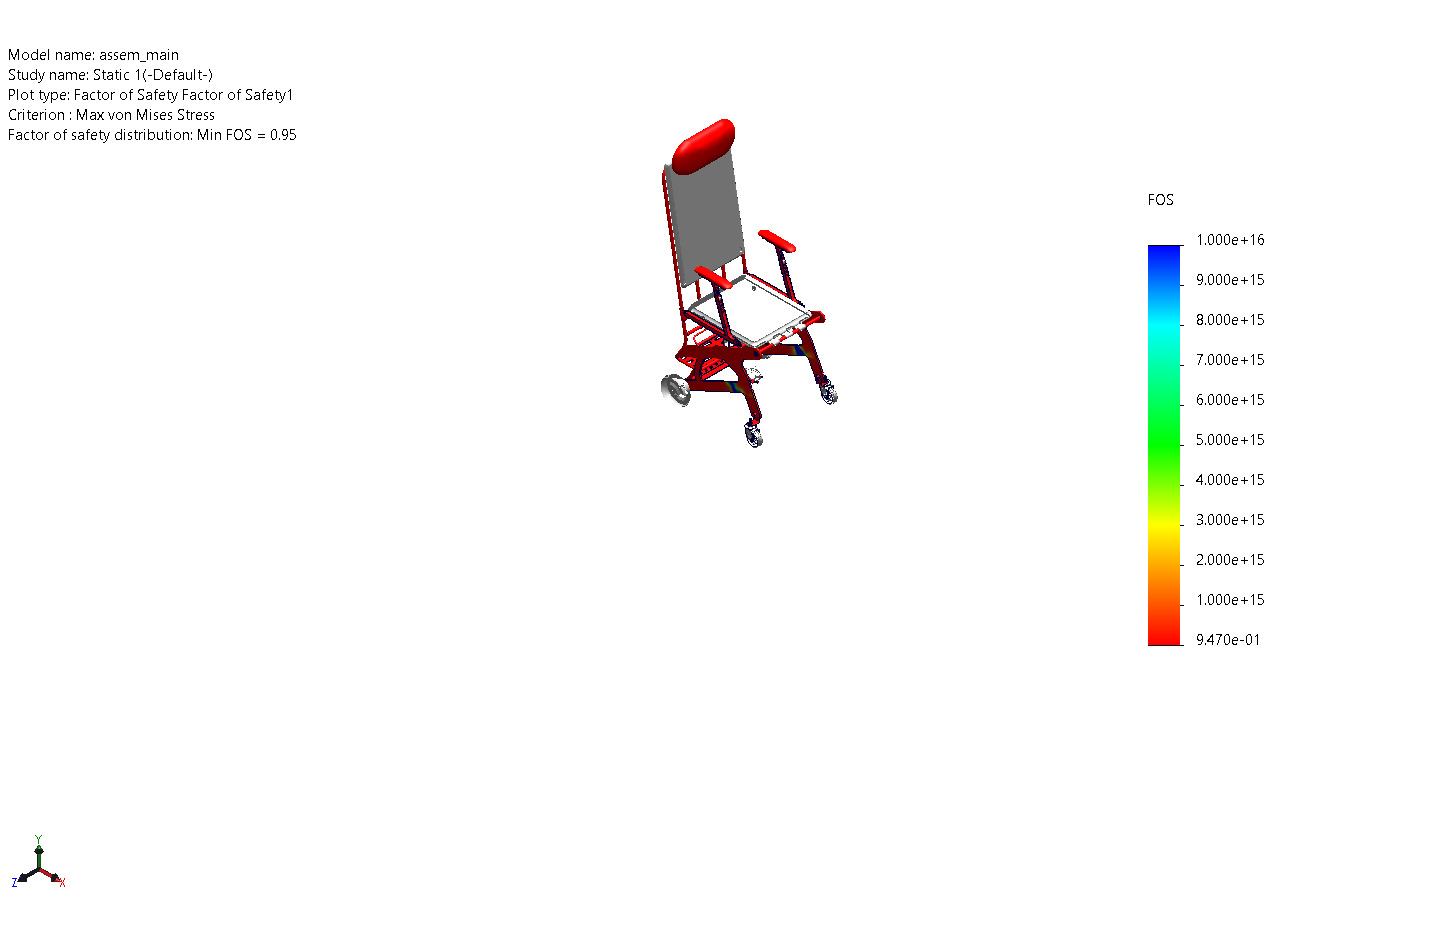 Model name: assem_main
Study name: Static 1(-Default-)
Plot type: Factor of Safety Factor of Safety1
Criterion : Max von Mises Stress
Factor of safety distribution: Min FOS = 0.95
FOS
1.000e+16
9.000e+15
8.000e+15
7.000e+15
6.000e+15
5.000e+15
4.000e+15
3.000e+15
2.000e+15
1.000e+15
9.470e-01
Y
Z
X